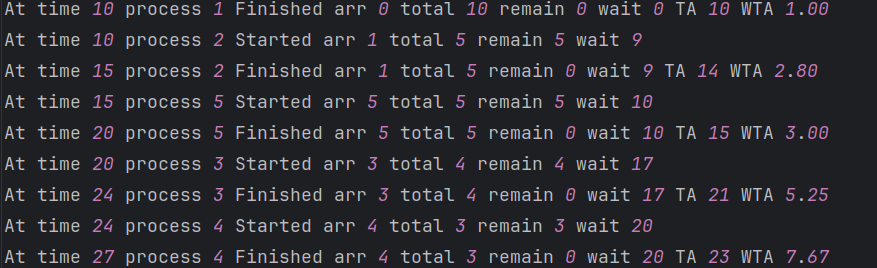 At time 10 process 1 Finished arr 0 total 10 remain 0 wait 0 TA 10 WTA 1.00
At time 10 process 2 Started arr 1 total 5 remain 5 wait 9
At time 15 process 2 Finished arr 1 total 5 remain 0 wait 9 TA 14 WTA 2.80
At time 15 process 5 Started arr 5 total 5 remain 5 wait 10
At time 20 process 5 Finished arr 5 total 5 remain 0 wait 10 TA 15 WTA 3.00
At time 20 process 3 Started arr 3 total 4 remain 4 wait 17
At time 24 process 3 Finished arr 3 total 4 remain 0 wait 17 TA 21 WTA 5.25
At time 24 process 4 Started arr 4 total 3 remain 3 wait 20
At time 27 process 4 Finished arr 4 total 3 remain 0 wait 20 TA 23 WTA 7.67